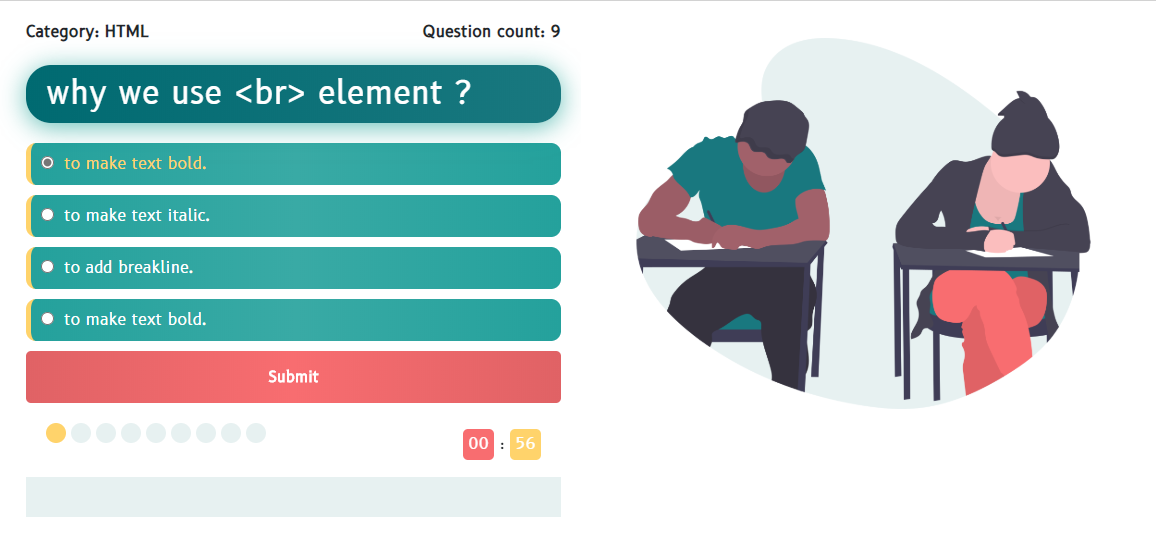 Category: HTML Question count: 9
why we use <br> element ?
to make text bold.
to make text italic.
to add breakline.
to make text bold.
Submit
00 : 56